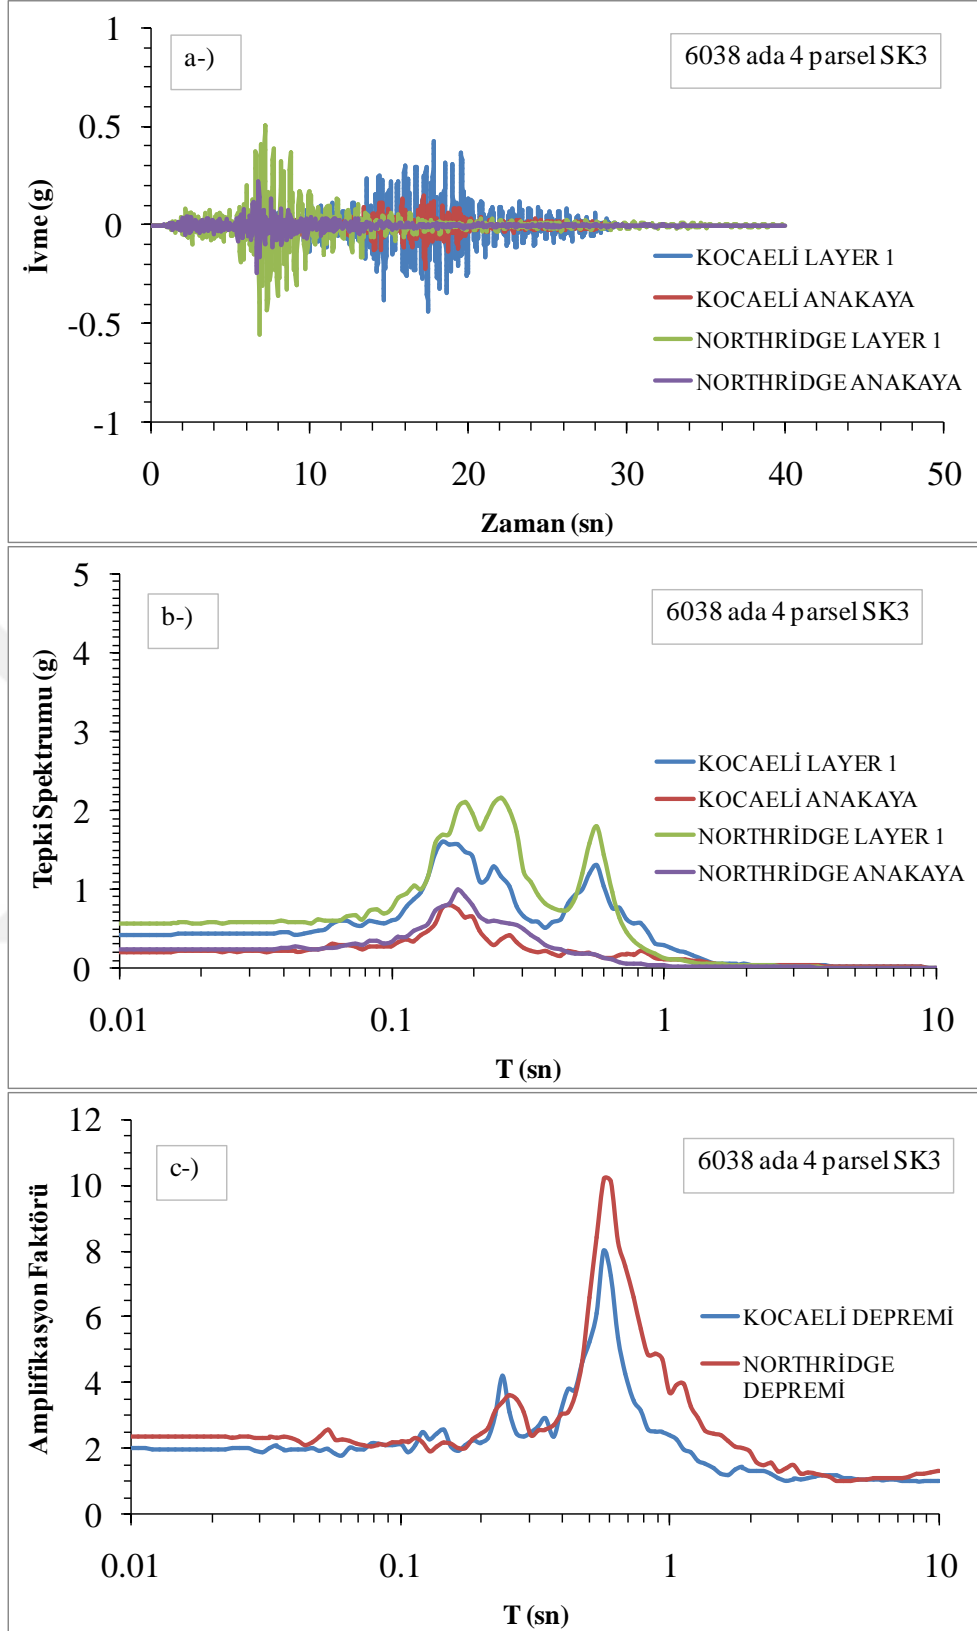 a-)
6038 ada 4 parsel SK3
1
0.5
0
-0.5
-1
İvme (g)
KOCAELİ LAYER 1
KOCAELİ ANAKAYA
NORTHRİDGE LAYER 1
NORTHRİDGE ANAKAYA
0 10 20 30 40 50
Zaman (sn)
b-)
6038 ada 4 parsel SK3
5
4
3
2
1
0
Tepki Spektrumu (g)
KOCAELİ LAYER 1
KOCAELİ ANAKAYA
NORTHRİDGE LAYER 1
NORTHRİDGE ANAKAYA
0.01 0.1 1 10
T (sn)
c-)
6038 ada 4 parsel SK3
12
10
8
6
4
2
0
Amplifikasyon Faktörü
KOCAELİ DEPREMİ
NORTHRİDGE
DEPREMİ
0.01 0.1 1 10
T (sn)